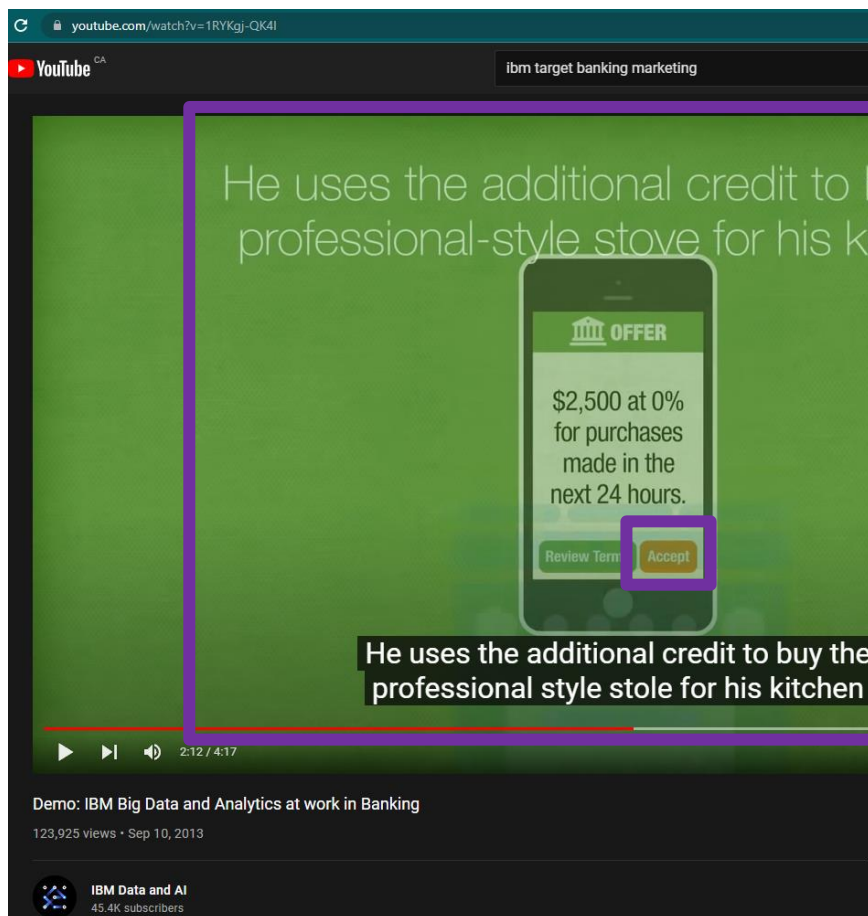 youtube.com/watch?v=1RYKgj-QK4I
YouTube CA
ibm target banking marketing
He uses the additional credit to
professional-style stove for his k
OFFER
$2,500 at 0%
for purchases
made in the
next 24 hours.
Review Term Accept
He uses the additional credit to buy the
professional style stole for his kitchen
2:12 / 4:17
Demo: IBM Big Data and Analytics at work in Banking
123,925 views • Sep 10, 2013
IBM Data and AI
45.4K subscribers